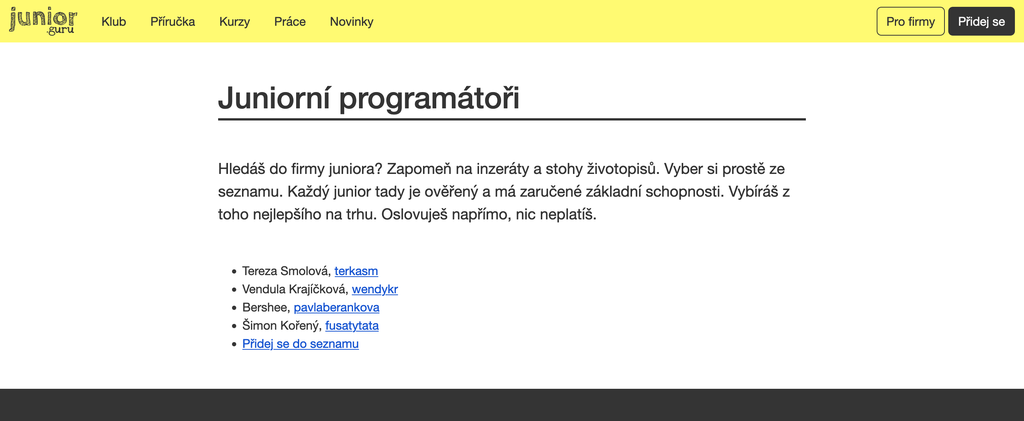 junior
.guru
Klub
Příručka
Kurzy
Práce
Novinky
Pro firmy
Přidej se
Juniorní programátoři
Hledáš do firmy juniora? Zapomeň na inzeráty a stohy životopisů. Vyber si prostě ze
seznamu. Každý junior tady je ověřený a má zaručené základní schopnosti. Vybíráš z
toho nejlepšího na trhu. Oslovuješ napřímo, nic neplatíš.
Tereza Smolová, terkasm
Vendula Krajíčková, wendykr
Bershee, pavlaberankova
Šimon Kořený, fusatytata
Přidej se do seznamu